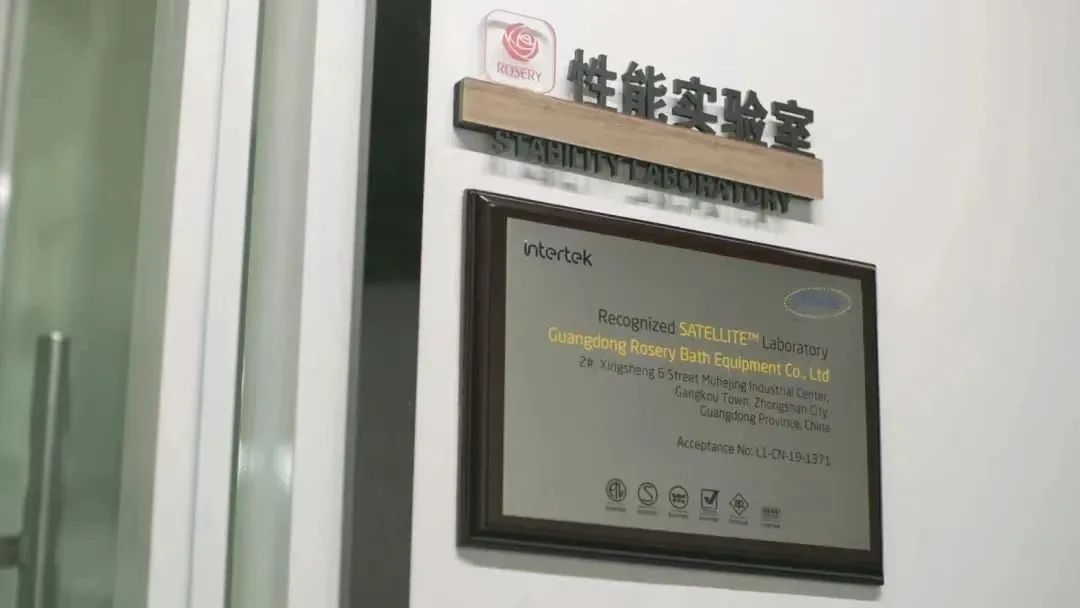 ROSERY
性能实验室
STABILITY LABORATORY
intertek
Recognized SATELLITE™ Laboratory
Guangdong Rosery Bath Equipment Co., Ltd
2#, Xingsheng 6 Street Muhejing Industrial Center,
Gangkou Town, Zhongshan City,
Guangdong Province, China
Acceptance No: L1-CN-19-1371